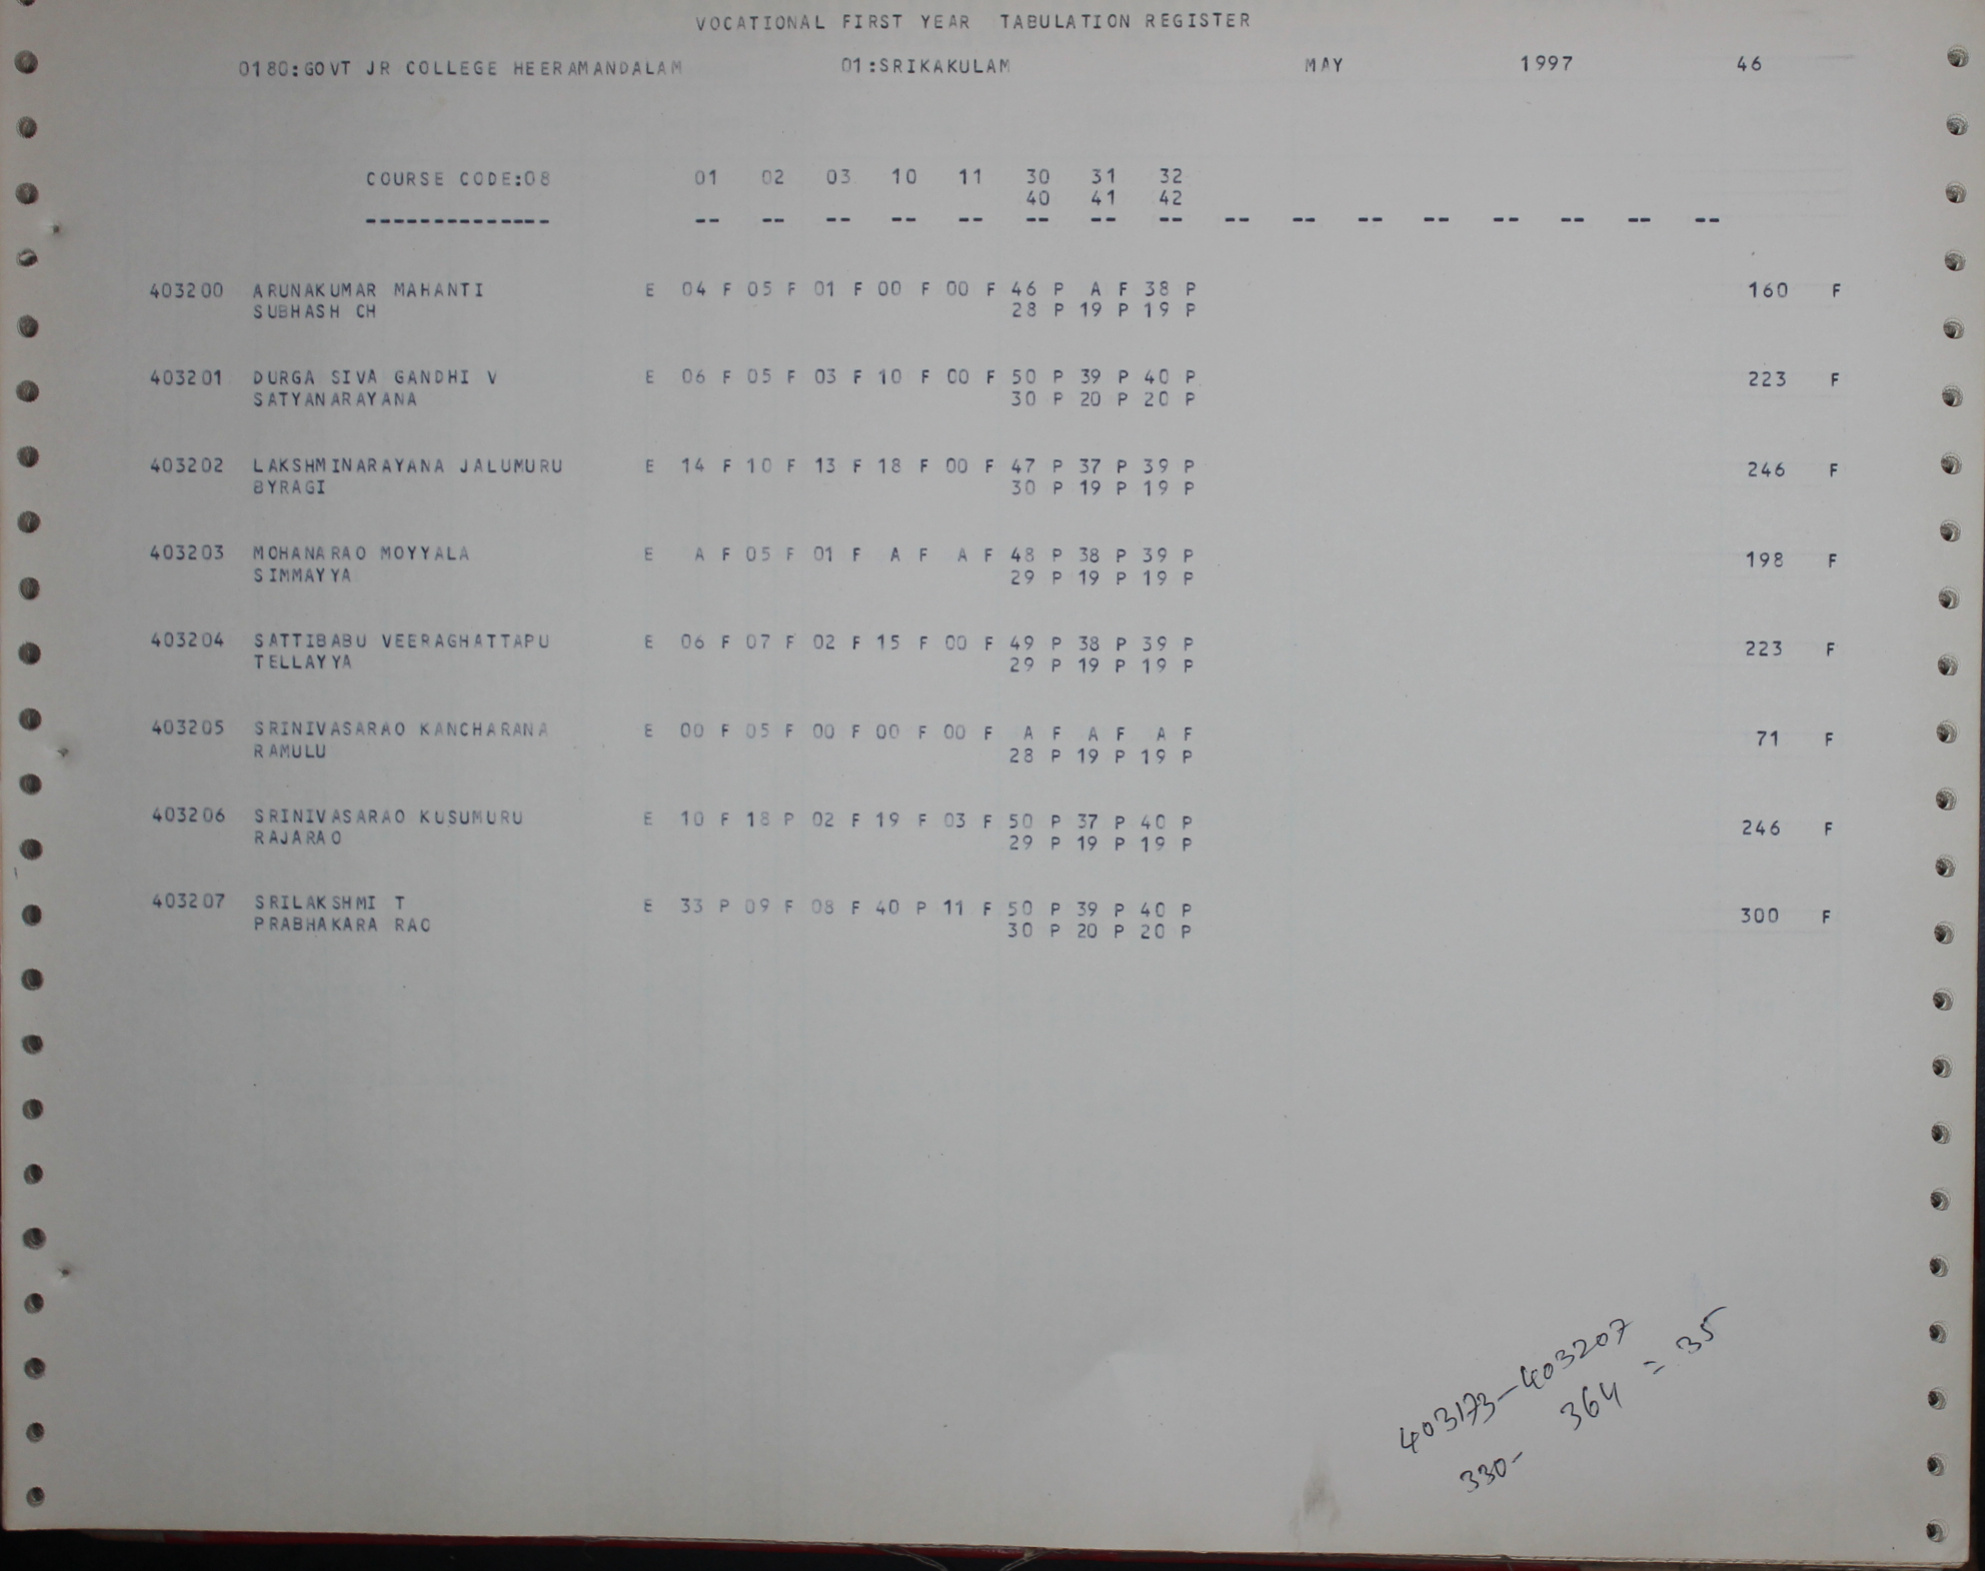 VOCATIONAL FIRST YEAR TABULATION REGISTER
0180:GOVT JR COLLEGE HEERAMANDALAM 01:SRIKAKULAM MAY 1997 46
COURSE CODE:08 01 02 03 10 11 30 31 32
40 41 42
-------------- -- -- -- -- -- -- -- -- -- -- -- -- -- -- -- --
403200 ARUNAKUMAR MAHANTI E 04 F 05 F 01 F 00 F 00 F 46 P A F 38 P 160 F
SUBHASH CH 28 P 19 P 19 P
403201 DURGA SIVA GANDHI V E 06 F 05 F 03 F 10 F 00 F 50 P 39 P 40 P 223 F
SATYANARAYANA 30 P 20 P 20 P
403202 LAKSHMINARAYANA JALUMURU E 14 F 10 F 13 F 18 F 00 F 47 P 37 P 39 P 246 F
BYRAGI 30 P 19 P 19 P
403203 MOHANARAO MOYYALA E A F 05 F 01 F A F A F 48 P 38 P 39 P 198 F
SIMMAYYA 29 P 19 P 19 P
403204 SATTIBABU VEERAGHATTAPU E 06 F 07 F 02 F 15 F 00 F 49 P 38 P 39 P 223 F
TELLAYYA 29 P 19 P 19 P
403205 SRINIVASARAO KANCHARANA E 00 F 05 F 00 F 00 F 00 F A F A F A F 71 F
RAMULU 28 P 19 P 19 P
403206 SRINIVASARAO KUSUMURU E 10 F 18 P 02 F 19 F 03 F 50 P 37 P 40 P 246 F
RAJARAO 29 P 19 P 19 P
403207 SRILAKSHMI T E 33 P 09 F 08 F 40 P 11 F 50 P 39 P 40 P 300 F
PRABHAKARA RAO 30 P 20 P 20 P
403173-403207
330- 364 = 35